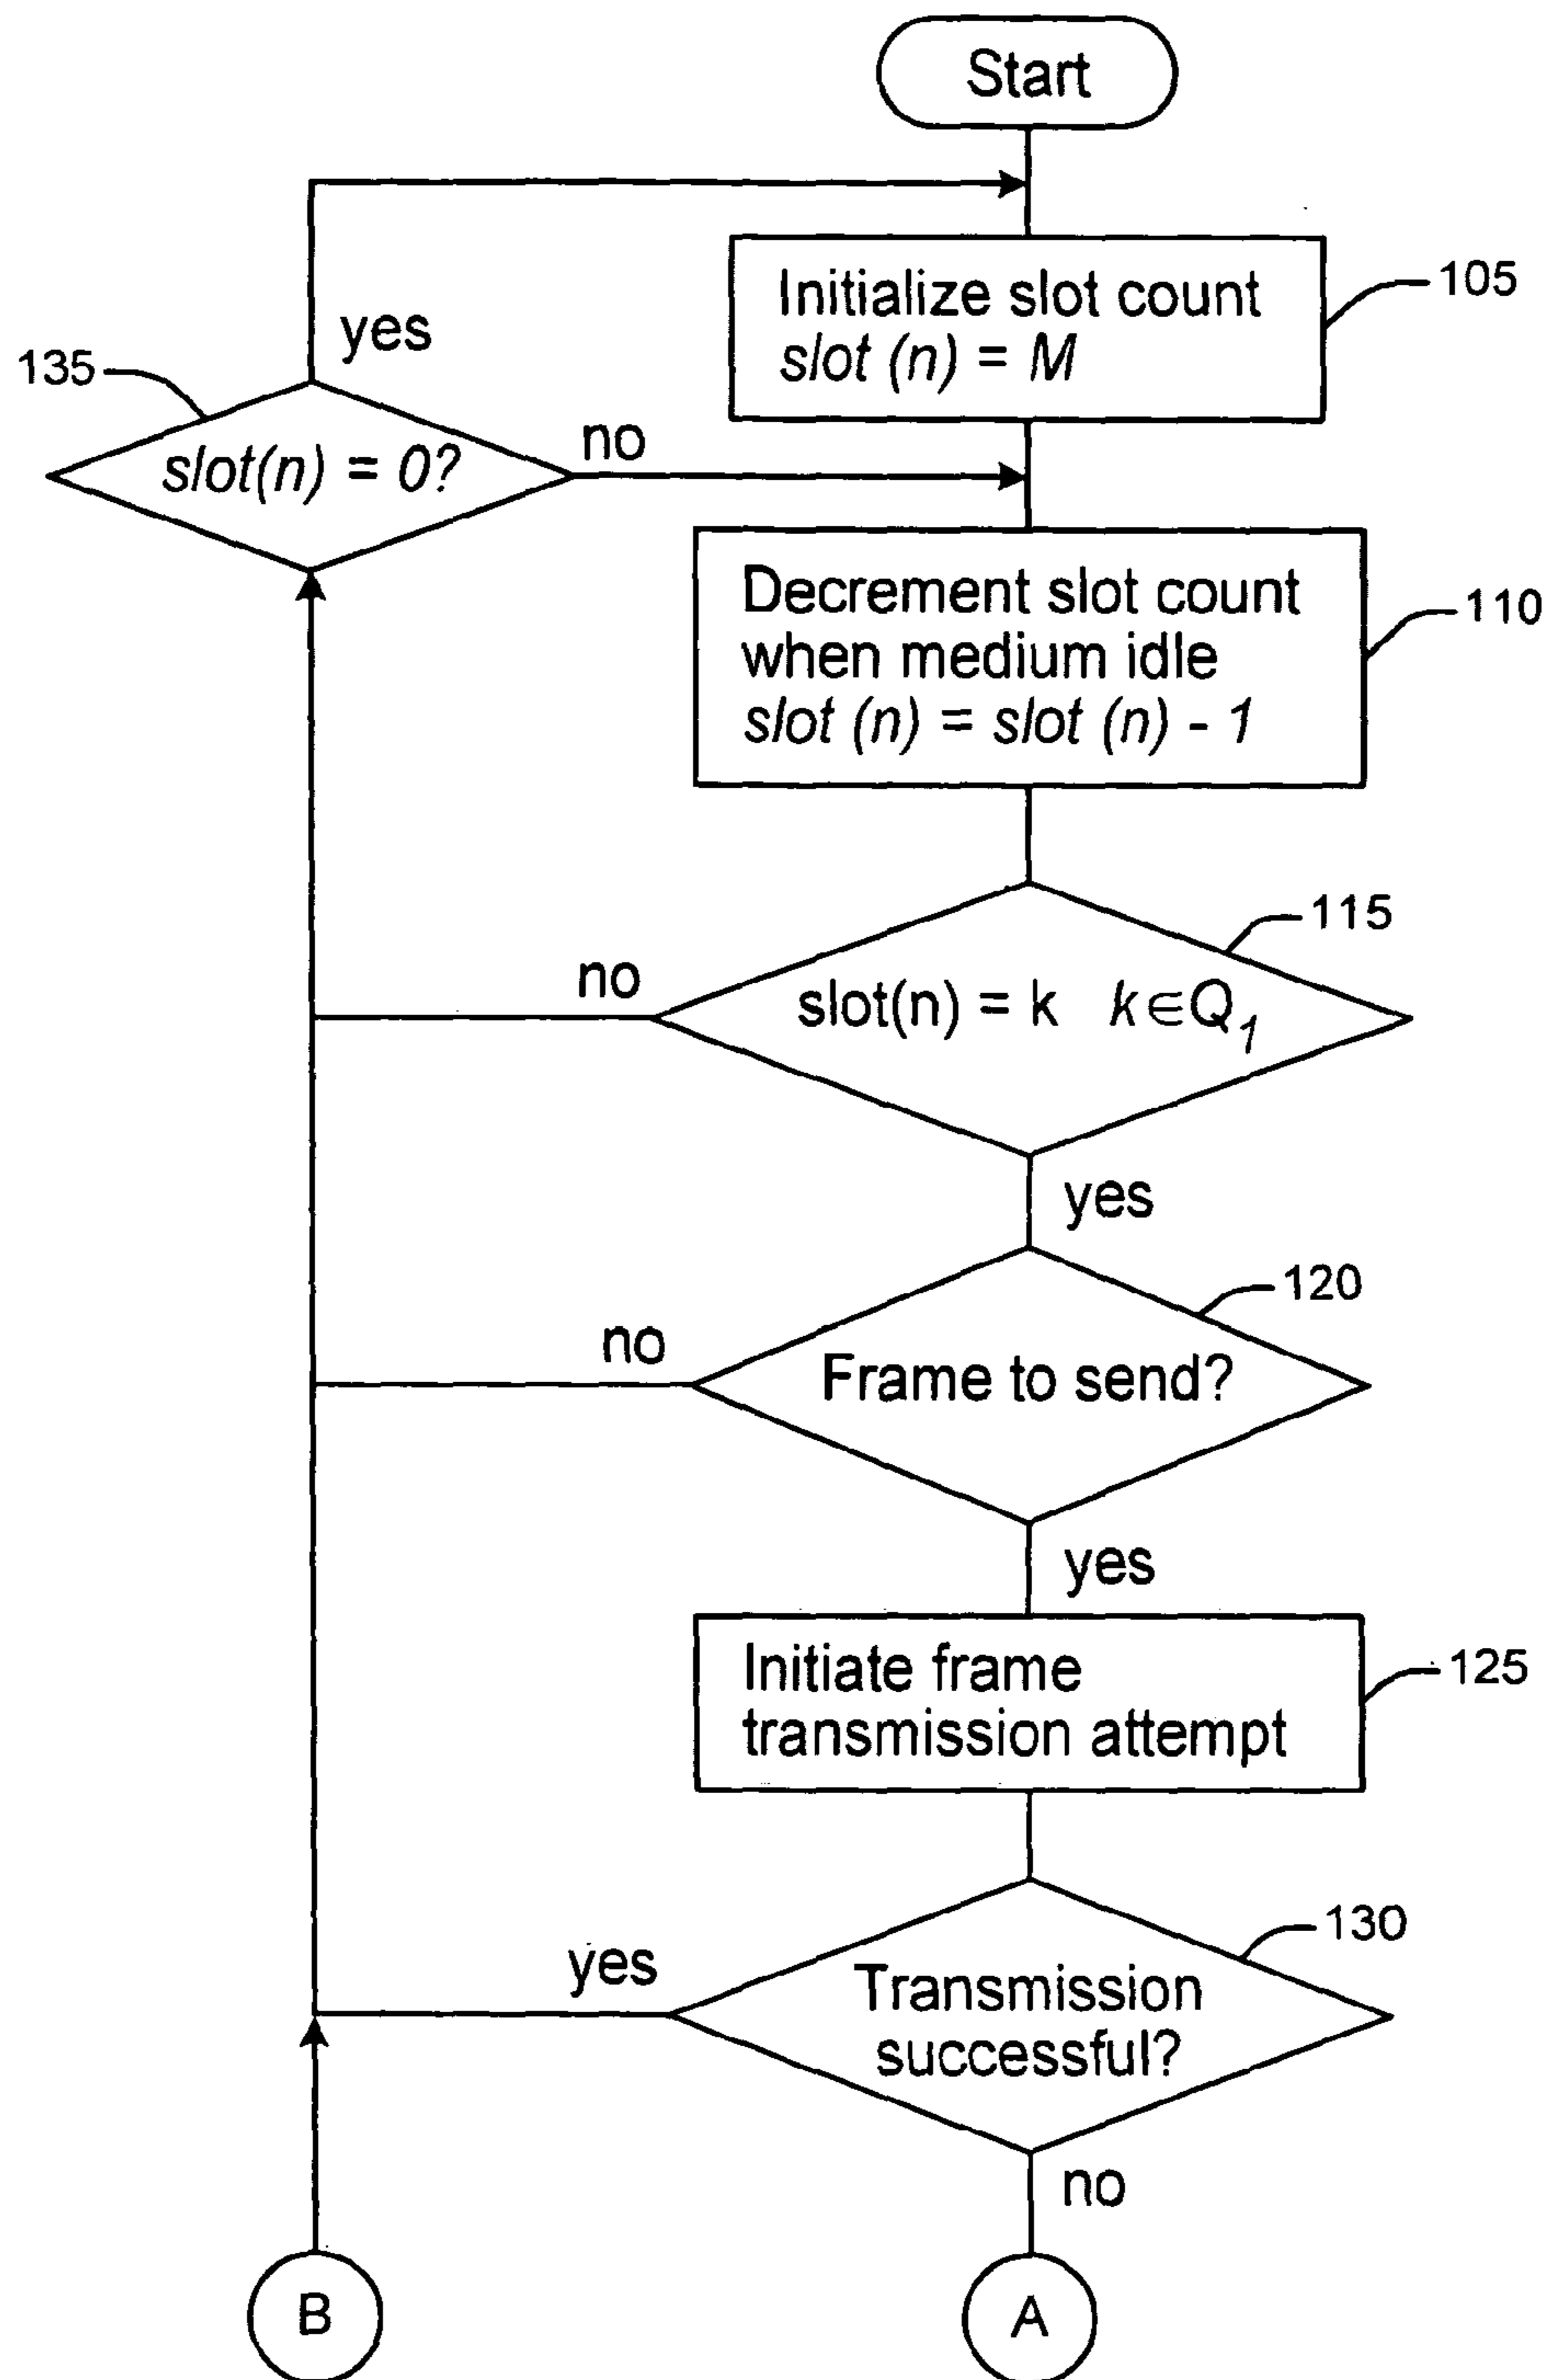 Start
yes
Initialize slot count
slot (n) = M
105
135
slot(n) = 0?
no
Decrement slot count
when medium idle
slot (n) = slot (n) - 1
110
115
no
slot(n) = k k∈Q1
yes
120
no
Frame to send?
yes
Initiate frame
transmission attempt
125
130
yes
Transmission
successful?
no
B
A